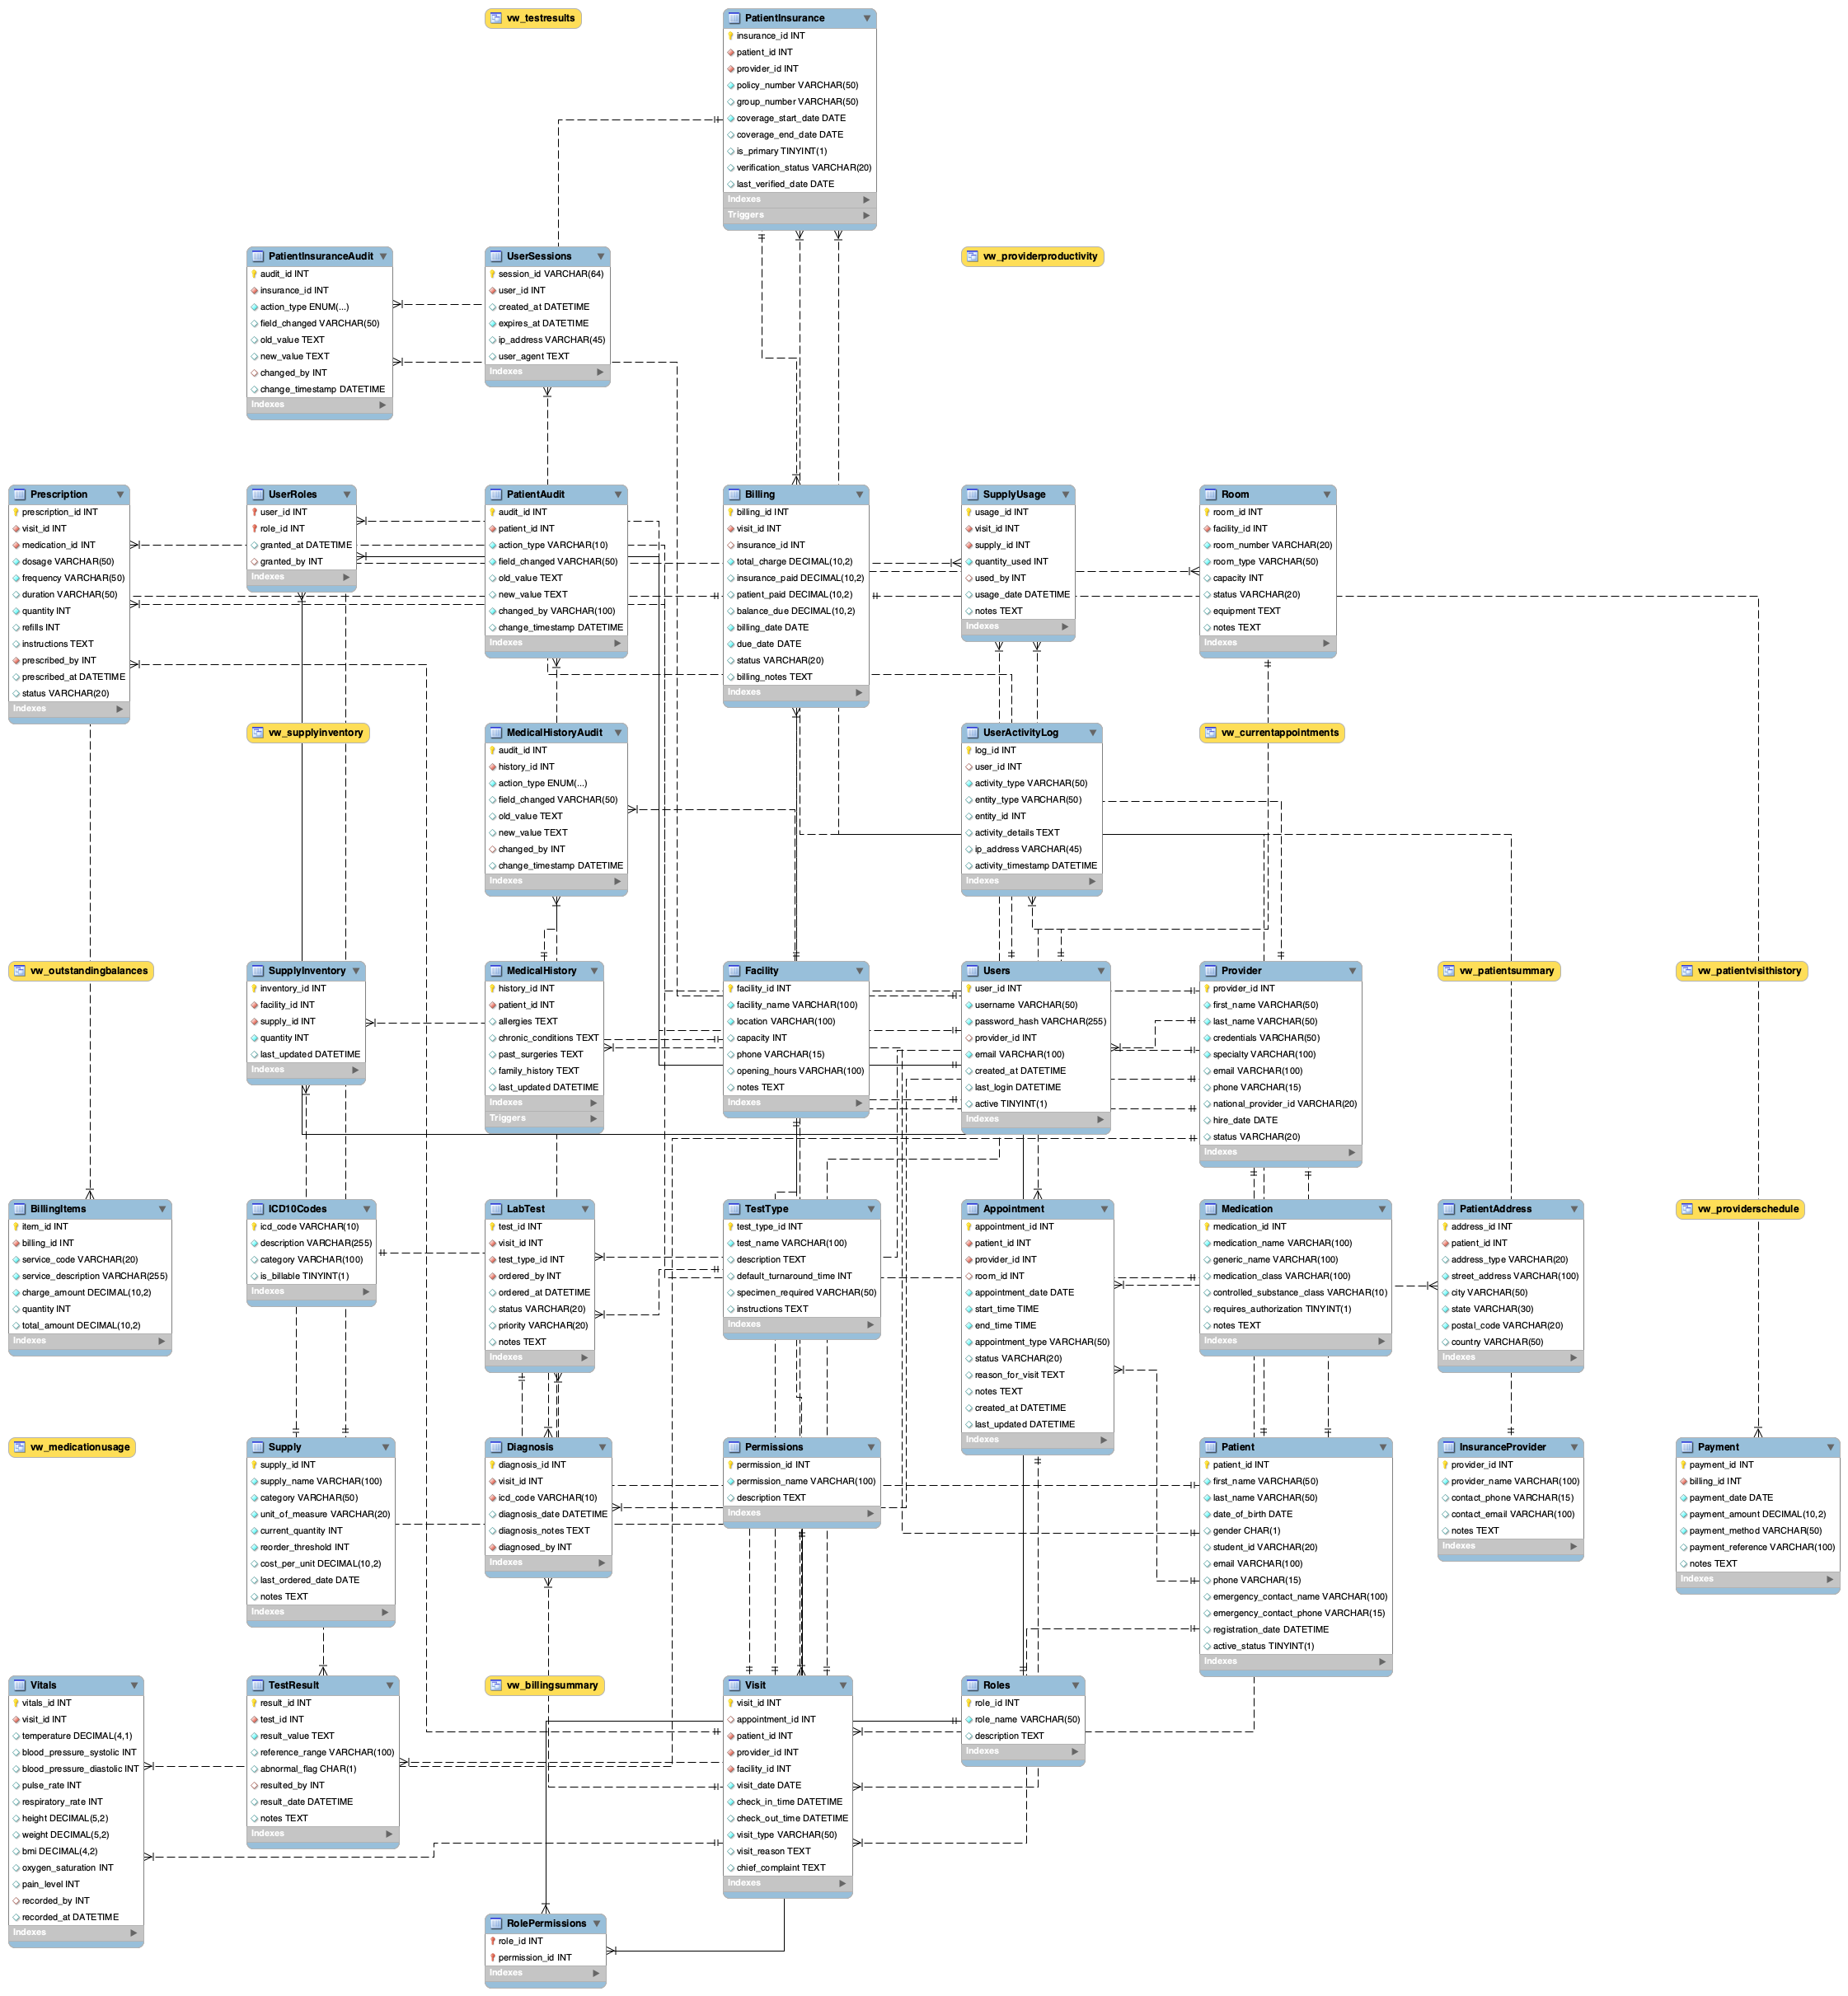 vw_testresults
PatientInsurance
insurance_id INT
patient_id INT
provider_id INT
policy_number VARCHAR(50)
group_number VARCHAR(50)
coverage_start_date DATE
coverage_end_date DATE
is_primary TINYINT(1)
verification_status VARCHAR(20)
last_verified_date DATE
Indexes
Triggers
PatientInsuranceAudit
audit_id INT
insurance_id INT
action_type ENUM(...)
field_changed VARCHAR(50)
old_value TEXT
new_value TEXT
changed_by INT
change_timestamp DATETIME
Indexes
UserSessions
session_id VARCHAR(64)
user_id INT
created_at DATETIME
expires_at DATETIME
ip_address VARCHAR(45)
user_agent TEXT
Indexes
vw_providerproductivity
Prescription
prescription_id INT
visit_id INT
medication_id INT
dosage VARCHAR(50)
frequency VARCHAR(50)
duration VARCHAR(50)
quantity INT
refills INT
instructions TEXT
prescribed_by INT
prescribed_at DATETIME
status VARCHAR(20)
Indexes
UserRoles
user_id INT
role_id INT
granted_at DATETIME
granted_by INT
Indexes
PatientAudit
audit_id INT
patient_id INT
action_type VARCHAR(10)
field_changed VARCHAR(50)
old_value TEXT
new_value TEXT
changed_by VARCHAR(100)
change_timestamp DATETIME
Indexes
Billing
billing_id INT
visit_id INT
insurance_id INT
total_charge DECIMAL(10,2)
insurance_paid DECIMAL(10,2)
patient_paid DECIMAL(10,2)
balance_due DECIMAL(10,2)
billing_date DATE
due_date DATE
status VARCHAR(20)
billing_notes TEXT
Indexes
SupplyUsage
usage_id INT
visit_id INT
supply_id INT
quantity_used INT
used_by INT
usage_date DATETIME
notes TEXT
Indexes
Room
room_id INT
facility_id INT
room_number VARCHAR(20)
room_type VARCHAR(50)
capacity INT
status VARCHAR(20)
equipment TEXT
notes TEXT
Indexes
vw_supplyinventory
MedicalHistoryAudit
audit_id INT
history_id INT
action_type ENUM(...)
field_changed VARCHAR(50)
old_value TEXT
new_value TEXT
changed_by INT
change_timestamp DATETIME
Indexes
UserActivityLog
log_id INT
user_id INT
activity_type VARCHAR(50)
entity_type VARCHAR(50)
entity_id INT
activity_details TEXT
ip_address VARCHAR(45)
activity_timestamp DATETIME
Indexes
vw_currentappointments
vw_outstandingbalances
SupplyInventory
inventory_id INT
facility_id INT
supply_id INT
quantity INT
last_updated DATETIME
Indexes
MedicalHistory
history_id INT
patient_id INT
allergies TEXT
chronic_conditions TEXT
past_surgeries TEXT
family_history TEXT
last_updated DATETIME
Indexes
Triggers
Facility
facility_id INT
facility_name VARCHAR(100)
location VARCHAR(100)
capacity INT
phone VARCHAR(15)
opening_hours VARCHAR(100)
notes TEXT
Indexes
Users
user_id INT
username VARCHAR(50)
password_hash VARCHAR(255)
provider_id INT
email VARCHAR(100)
created_at DATETIME
last_login DATETIME
active TINYINT(1)
Indexes
Provider
provider_id INT
first_name VARCHAR(50)
last_name VARCHAR(50)
credentials VARCHAR(50)
specialty VARCHAR(100)
email VARCHAR(100)
phone VARCHAR(15)
national_provider_id VARCHAR(20)
hire_date DATE
status VARCHAR(20)
Indexes
vw_patientsummary
vw_patientvisithistory
BillingItems
item_id INT
billing_id INT
service_code VARCHAR(20)
service_description VARCHAR(255)
charge_amount DECIMAL(10,2)
quantity INT
total_amount DECIMAL(10,2)
Indexes
ICD10Codes
icd_code VARCHAR(10)
description VARCHAR(255)
category VARCHAR(100)
is_billable TINYINT(1)
Indexes
LabTest
test_id INT
visit_id INT
test_type_id INT
ordered_by INT
ordered_at DATETIME
status VARCHAR(20)
priority VARCHAR(20)
notes TEXT
Indexes
TestType
test_type_id INT
test_name VARCHAR(100)
description TEXT
default_turnaround_time INT
specimen_required VARCHAR(50)
instructions TEXT
Indexes
Appointment
appointment_id INT
patient_id INT
provider_id INT
room_id INT
appointment_date DATE
start_time TIME
end_time TIME
appointment_type VARCHAR(50)
status VARCHAR(20)
reason_for_visit TEXT
notes TEXT
created_at DATETIME
last_updated DATETIME
Indexes
Medication
medication_id INT
medication_name VARCHAR(100)
generic_name VARCHAR(100)
medication_class VARCHAR(100)
controlled_substance_class VARCHAR(10)
requires_authorization TINYINT(1)
notes TEXT
Indexes
PatientAddress
address_id INT
patient_id INT
address_type VARCHAR(20)
street_address VARCHAR(100)
city VARCHAR(50)
state VARCHAR(30)
postal_code VARCHAR(20)
country VARCHAR(50)
Indexes
vw_providerschedule
vw_medicationusage
Supply
supply_id INT
supply_name VARCHAR(100)
category VARCHAR(50)
unit_of_measure VARCHAR(20)
current_quantity INT
reorder_threshold INT
cost_per_unit DECIMAL(10,2)
last_ordered_date DATE
notes TEXT
Indexes
Diagnosis
diagnosis_id INT
visit_id INT
icd_code VARCHAR(10)
diagnosis_date DATETIME
diagnosis_notes TEXT
diagnosed_by INT
Indexes
Permissions
permission_id INT
permission_name VARCHAR(100)
description TEXT
Indexes
Patient
patient_id INT
first_name VARCHAR(50)
last_name VARCHAR(50)
date_of_birth DATE
gender CHAR(1)
student_id VARCHAR(20)
email VARCHAR(100)
phone VARCHAR(15)
emergency_contact_name VARCHAR(100)
emergency_contact_phone VARCHAR(15)
registration_date DATETIME
active_status TINYINT(1)
Indexes
InsuranceProvider
provider_id INT
provider_name VARCHAR(100)
contact_phone VARCHAR(15)
contact_email VARCHAR(100)
notes TEXT
Indexes
Payment
payment_id INT
billing_id INT
payment_date DATE
payment_amount DECIMAL(10,2)
payment_method VARCHAR(50)
payment_reference VARCHAR(100)
notes TEXT
Indexes
Vitals
vitals_id INT
visit_id INT
temperature DECIMAL(4,1)
blood_pressure_systolic INT
blood_pressure_diastolic INT
pulse_rate INT
respiratory_rate INT
height DECIMAL(5,2)
weight DECIMAL(5,2)
bmi DECIMAL(4,2)
oxygen_saturation INT
pain_level INT
recorded_by INT
recorded_at DATETIME
Indexes
TestResult
result_id INT
test_id INT
result_value TEXT
reference_range VARCHAR(100)
abnormal_flag CHAR(1)
resulted_by INT
result_date DATETIME
notes TEXT
Indexes
vw_billingsummary
Visit
visit_id INT
appointment_id INT
patient_id INT
provider_id INT
facility_id INT
visit_date DATE
check_in_time DATETIME
check_out_time DATETIME
visit_type VARCHAR(50)
visit_reason TEXT
chief_complaint TEXT
Indexes
Roles
role_id INT
role_name VARCHAR(50)
description TEXT
Indexes
RolePermissions
role_id INT
permission_id INT
Indexes